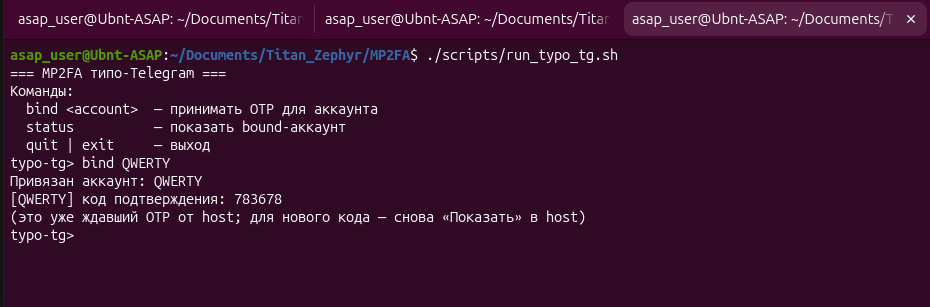 asap_user@Ubnt-ASAP: ~/Documents/Titan
asap_user@Ubnt-ASAP: ~/Documents/Titan
asap_user@Ubnt-ASAP: ~/Documents/T
asap_user@Ubnt-ASAP:~/Documents/Titan_Zephyr/MP2FA$ ./scripts/run_typo_tg.sh
=== MP2FA типо-Telegram ===
Команды:
  bind <account>  — принимать OTP для аккаунта
  status          — показать bound-аккаунт
  quit | exit     — выход
typo-tg> bind QWERTY
Привязан аккаунт: QWERTY
[QWERTY] код подтверждения: 783678
(это уже ждавший OTP от host; для нового кода — снова «Показать» в host)
typo-tg>